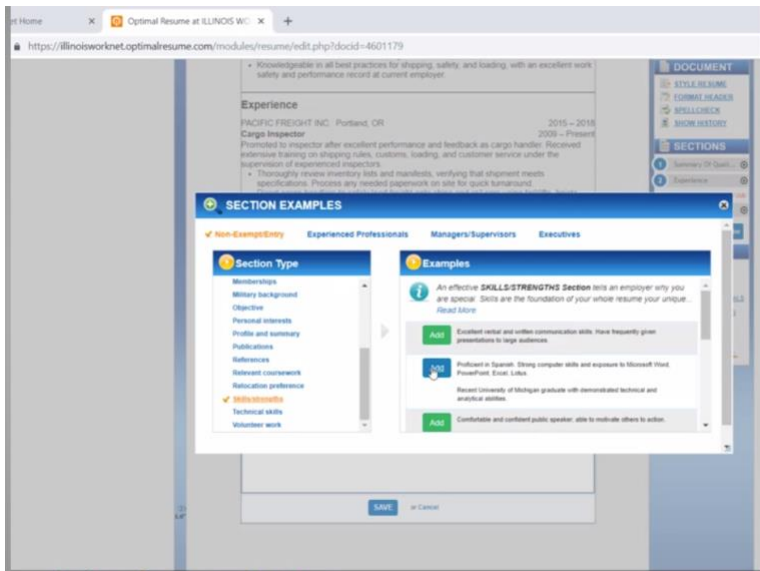 et Home
Optimal Resume at ILLINOIS WO
https://illinoisworknet.optimalresume.com/modules/resume/edit.php?docid=4601179
Knowledgeable in all best practices for shipping, safety, and loading, with an excellent work
safety and performance record at current employer.
Experience
PACIFIC FREIGHT INC. Portland, OR 2015 – 2018
Cargo Inspector 2009 – Present
Promoted to inspector after excellent performance and feedback as cargo handler. Received
extensive training on shipping rules, customs, loading, and customer service under the
supervision of experienced inspectors.
Thoroughly review inventory lists and manifests, verifying that shipment meets
specifications. Process any needed paperwork on site for quick turnaround.
DOCUMENT
STYLE RESUME
FORMAT HEADER
SPELLCHECK
SHOW HISTORY
SECTIONS
1 Summary Of Quali...
2 Experience
SECTION EXAMPLES
Non-Exempt/Entry Experienced Professionals Managers/Supervisors Executives
Section Type
Memberships
Military background
Objective
Personal interests
Profile and summary
Publications
References
Relevant coursework
Relocation preference
Skills/strengths
Technical skills
Volunteer work
Examples
An effective SKILLS/STRENGTHS Section tells an employer why you
are special. Skills are the foundation of your whole resume your unique...
Read More
Add
Excellent verbal and written communication skills. Have frequently given
presentations to large audiences.
Add
Proficient in Spanish. Strong computer skills and exposure to Microsoft Word,
PowerPoint, Excel, Lotus.
Recent University of Michigan graduate with demonstrated technical and
analytical abilities.
Add
Comfortable and confident public speaker, able to motivate others to action.
SAVE or Cancel